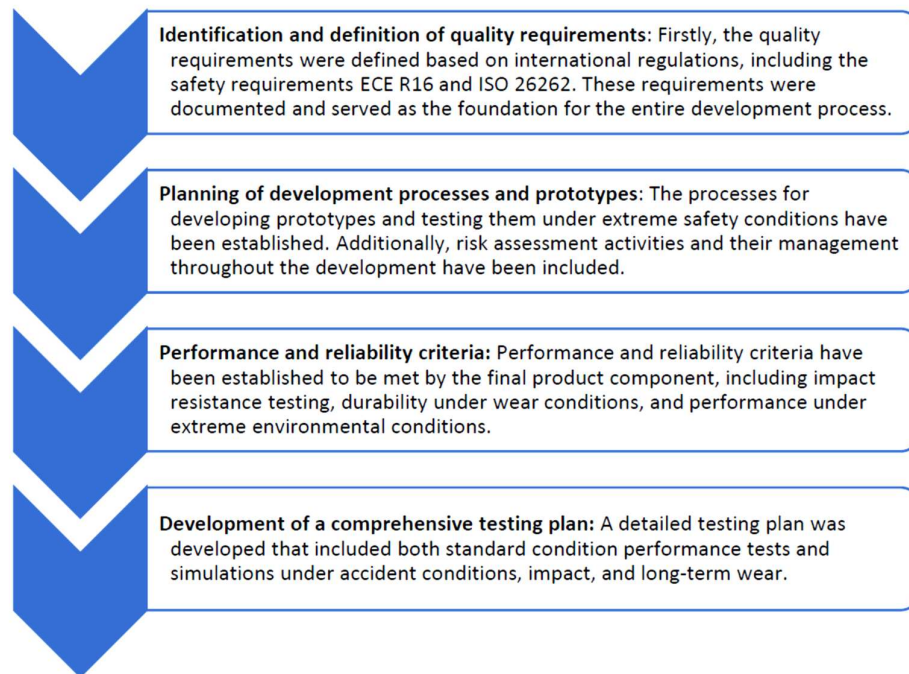 Identification and definition of quality requirements: Firstly, the quality
requirements were defined based on international regulations, including the
safety requirements ECE R16 and ISO 26262. These requirements were
documented and served as the foundation for the entire development process.
Planning of development processes and prototypes: The processes for
developing prototypes and testing them under extreme safety conditions have
been established. Additionally, risk assessment activities and their management
throughout the development have been included.
Performance and reliability criteria: Performance and reliability criteria have
been established to be met by the final product component, including impact
resistance testing, durability under wear conditions, and performance under
extreme environmental conditions.
Development of a comprehensive testing plan: A detailed testing plan was
developed that included both standard condition performance tests and
simulations under accident conditions, impact, and long-term wear.